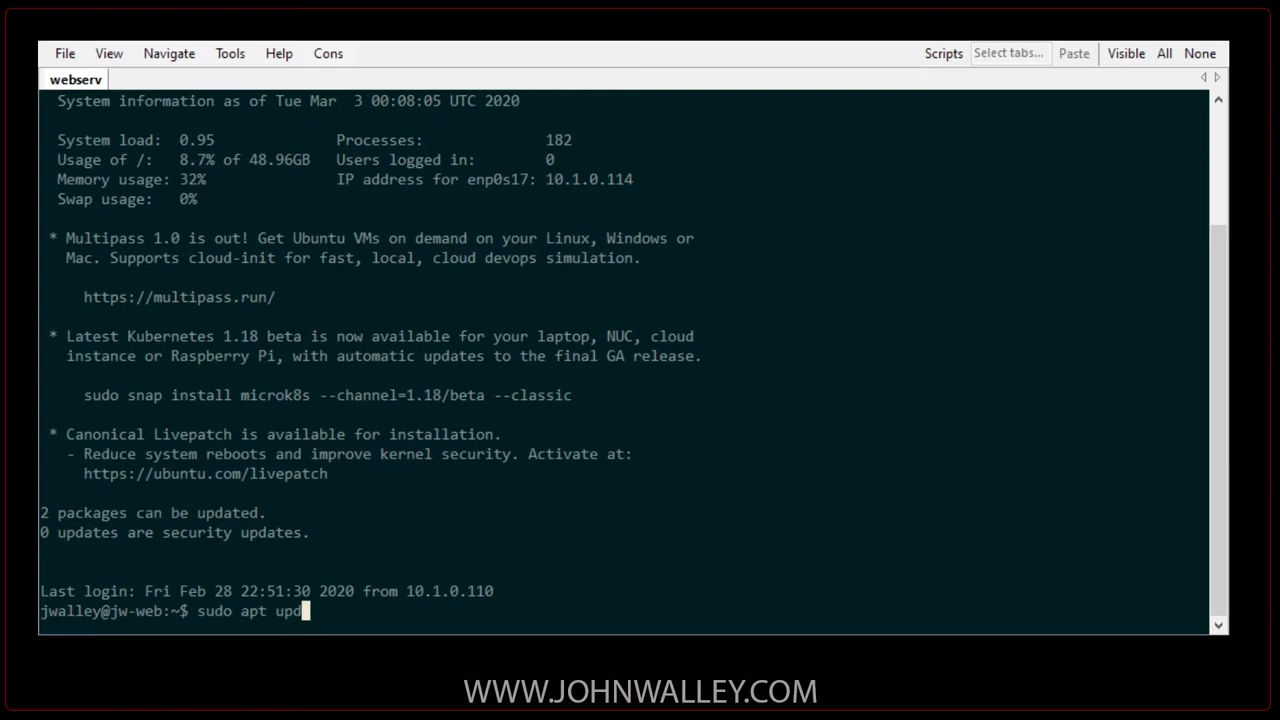 File View Navigate Tools Help Cons Scripts Select tabs... Paste Visible All None
webserv
System information as of Tue Mar  3 00:08:05 UTC 2020
System load:  0.95              Processes:              182
Usage of /:   8.7% of 48.96GB   Users logged in:        0
Memory usage: 32%               IP address for enp0s17: 10.1.0.114
Swap usage:   0%
* Multipass 1.0 is out! Get Ubuntu VMs on demand on your Linux, Windows or
Mac. Supports cloud-init for fast, local, cloud devops simulation.
https://multipass.run/
* Latest Kubernetes 1.18 beta is now available for your laptop, NUC, cloud
instance or Raspberry Pi, with automatic updates to the final GA release.
sudo snap install microk8s --channel=1.18/beta --classic
* Canonical Livepatch is available for installation.
- Reduce system reboots and improve kernel security. Activate at:
https://ubuntu.com/livepatch
2 packages can be updated.
0 updates are security updates.
Last login: Fri Feb 28 22:51:30 2020 from 10.1.0.110
jwalley@jw-web:~$ sudo apt upd
WWW.JOHNWALLEY.COM